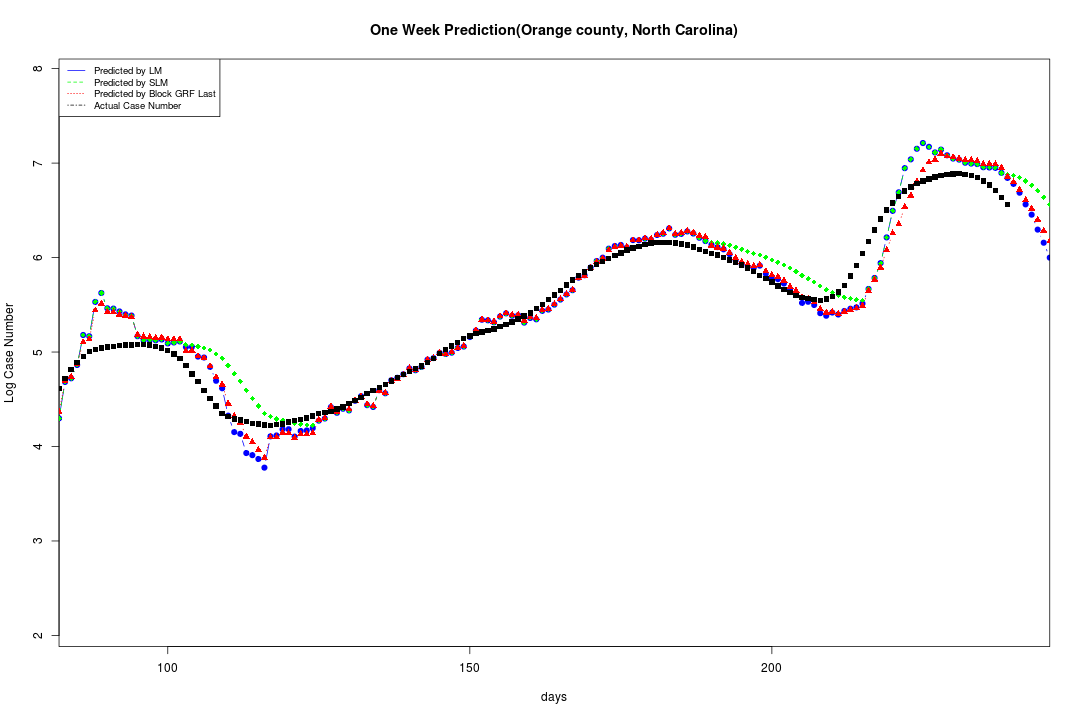 One Week Prediction(Orange county, North Carolina)
Predicted by LM
Predicted by SLM
Predicted by Block GRF Last
Actual Case Number
8
7
6
5
4
3
2
Log Case Number
100 150 200
days